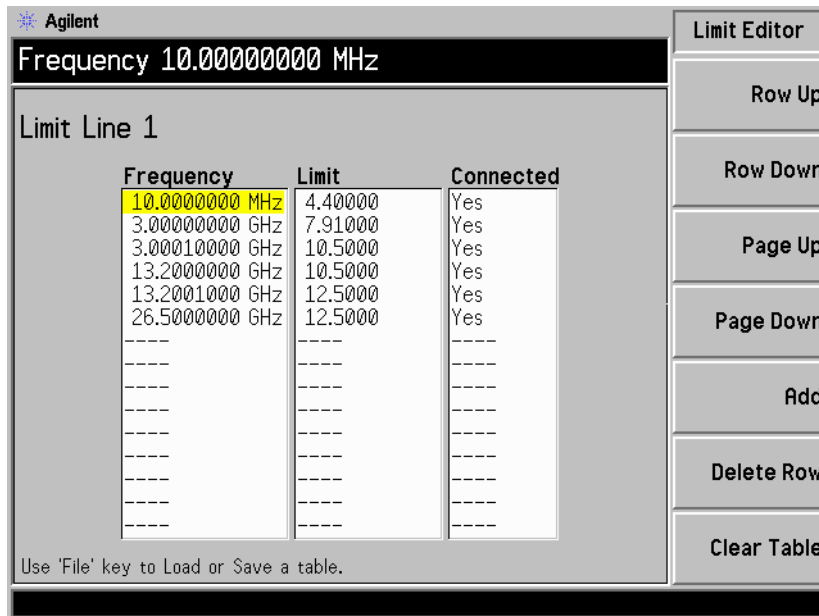 Agilent
Frequency 10.00000000 MHz
Limit Line 1
Frequency Limit Connected
10.0000000 MHz 4.40000 Yes
3.00000000 GHz 7.91000 Yes
3.00010000 GHz 10.5000 Yes
13.2000000 GHz 10.5000 Yes
13.2001000 GHz 12.5000 Yes
26.5000000 GHz 12.5000 Yes
---- ---- ----
---- ---- ----
---- ---- ----
---- ---- ----
---- ---- ----
---- ---- ----
---- ---- ----
---- ---- ----
---- ---- ----
Use 'File' key to Load or Save a table.
Limit Editor
Row Up
Row Down
Page Up
Page Down
Add
Delete Row
Clear Table